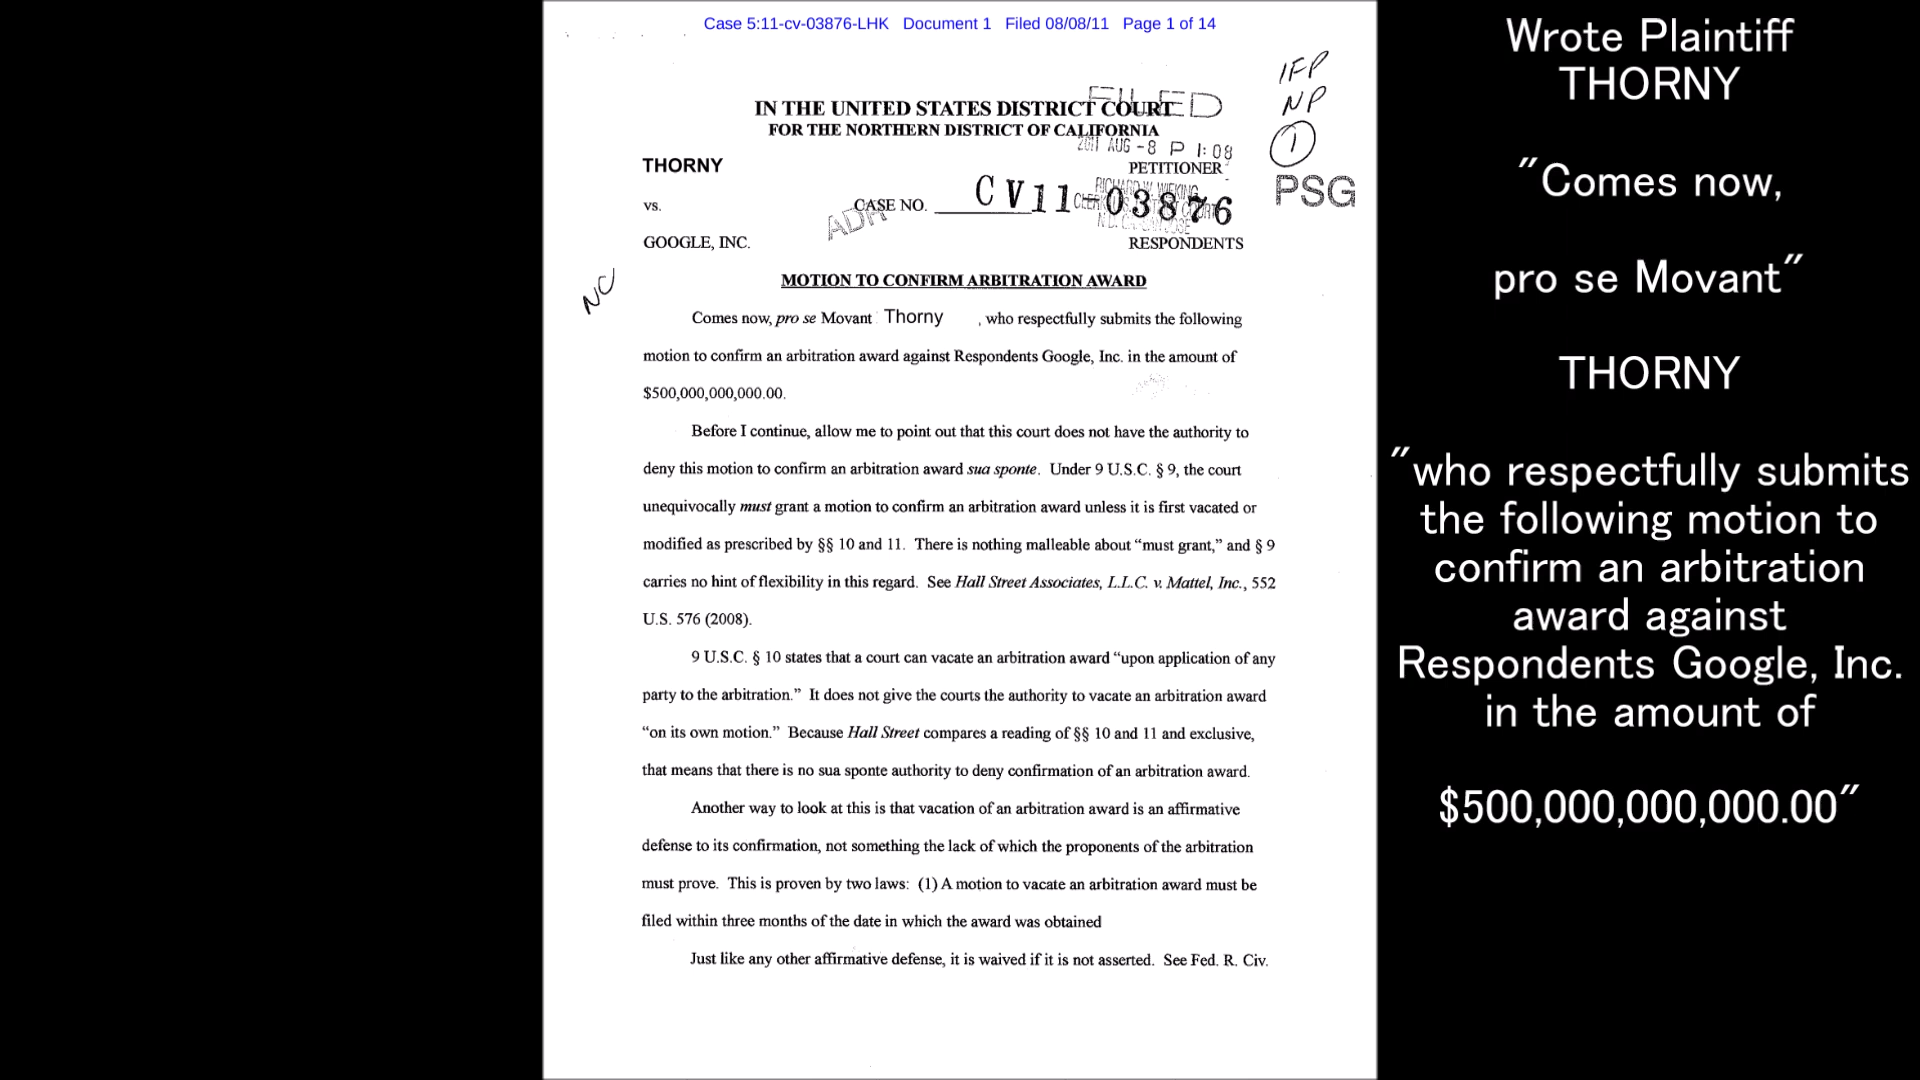 Case 5:11-cv-03876-LHK Document 1 Filed 08/08/11 Page 1 of 14
IFP
NP
1
PSG
FILED
IN THE UNITED STATES DISTRICT COURT
FOR THE NORTHERN DISTRICT OF CALIFORNIA
2011 AUG -8 P 1:08
THORNY
PETITIONER
vs.
CASE NO. CV11-03876
ADR
RICHARD W. WIEKING
GOOGLE, INC.
RESPONDENTS
NC
MOTION TO CONFIRM ARBITRATION AWARD
Comes now, pro se Movant Thorny , who respectfully submits the following
motion to confirm an arbitration award against Respondents Google, Inc. in the amount of
$500,000,000,000.00.
Before I continue, allow me to point out that this court does not have the authority to
deny this motion to confirm an arbitration award sua sponte. Under 9 U.S.C. § 9, the court
unequivocally must grant a motion to confirm an arbitration award unless it is first vacated or
modified as prescribed by §§ 10 and 11. There is nothing malleable about “must grant,” and § 9
carries no hint of flexibility in this regard. See Hall Street Associates, L.L.C. v. Mattel, Inc., 552
U.S. 576 (2008).
9 U.S.C. § 10 states that a court can vacate an arbitration award “upon application of any
party to the arbitration.” It does not give the courts the authority to vacate an arbitration award
“on its own motion.” Because Hall Street compares a reading of §§ 10 and 11 and exclusive,
that means that there is no sua sponte authority to deny confirmation of an arbitration award.
Another way to look at this is that vacation of an arbitration award is an affirmative
defense to its confirmation, not something the lack of which the proponents of the arbitration
must prove. This is proven by two laws: (1) A motion to vacate an arbitration award must be
filed within three months of the date in which the award was obtained
Just like any other affirmative defense, it is waived if it is not asserted. See Fed. R. Civ.
Wrote Plaintiff
THORNY
"Comes now,
pro se Movant"
THORNY
"who respectfully submits
the following motion to
confirm an arbitration
award against
Respondents Google, Inc.
in the amount of
$500,000,000,000.00"